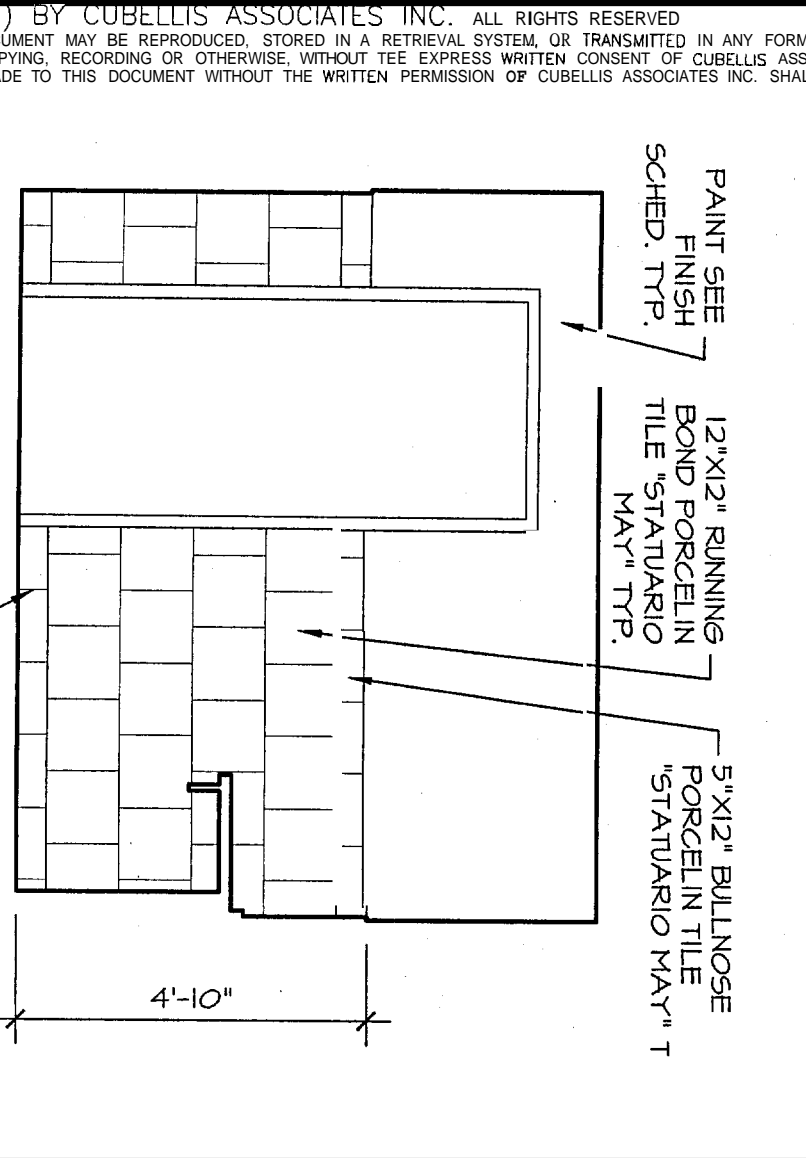 ) BY CUBELLIS ASSOCIATES INC. ALL RIGHTS RESERVED
CUMENT MAY BE REPRODUCED, STORED IN A RETRIEVAL SYSTEM, OR TRANSMITTED IN ANY FORM
PYING, RECORDING OR OTHERWISE, WITHOUT TEE EXPRESS WRITTEN CONSENT OF CUBELLIS ASS
ADE TO THIS DOCUMENT WITHOUT THE WRITTEN PERMISSION OF CUBELLIS ASSOCIATES INC. SHAL
PAINT SEE
FINISH
SCHED. TYP.
12"X12" RUNNING
BOND PORCELIN
TILE "STATUARIO
MAY" TYP.
5"X12" BULLNOSE
PORCELIN TILE
"STATUARIO MAY" T
4'-10"